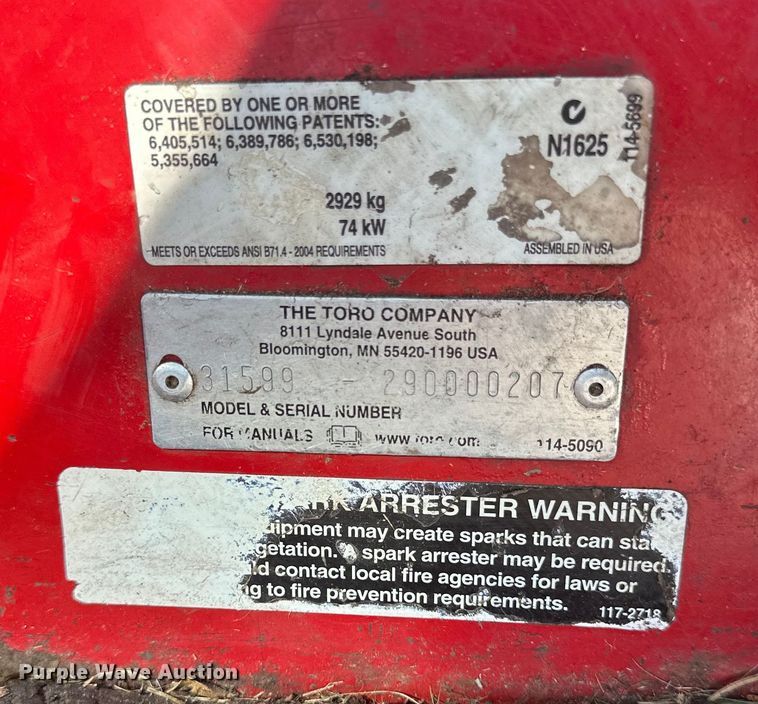 COVERED BY ONE OR MORE
OF THE FOLLOWING PATENTS:
6,405,514; 6,389,786; 6,530,198;
5,355,664
N1625
114-5699
2929 kg
74 kW
MEETS OR EXCEEDS ANSI B71.4 - 2004 REQUIREMENTS
ASSEMBLED IN USA
THE TORO COMPANY
8111 Lyndale Avenue South
Bloomington, MN 55420-1196 USA
31599 - 290000207
MODEL & SERIAL NUMBER
FOR MANUALS www.toro.com 114-5090
ARRESTER WARNING
may create sparks that can
A spark arrester may be required.
contact local fire agencies for laws or
to fire prevention requirements.
117-2718
Purple Wave Auction